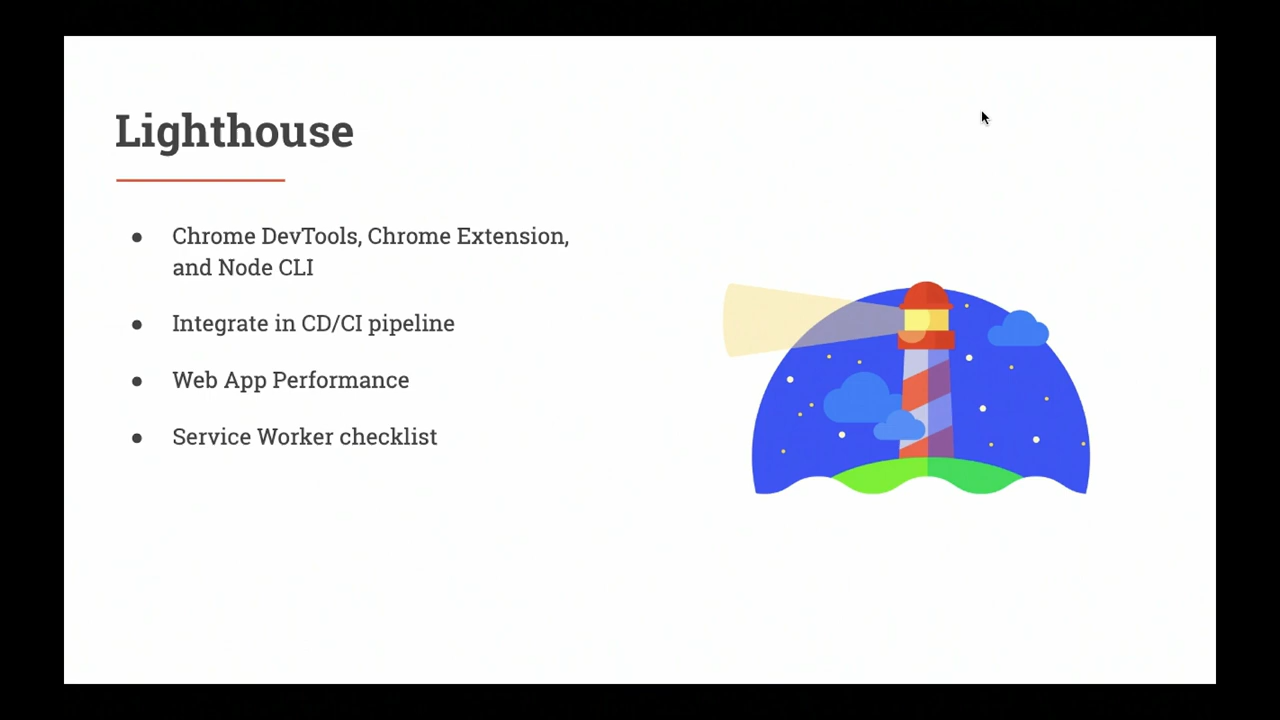 Lighthouse
● Chrome DevTools, Chrome Extension,
and Node CLI
● Integrate in CD/CI pipeline
● Web App Performance
● Service Worker checklist